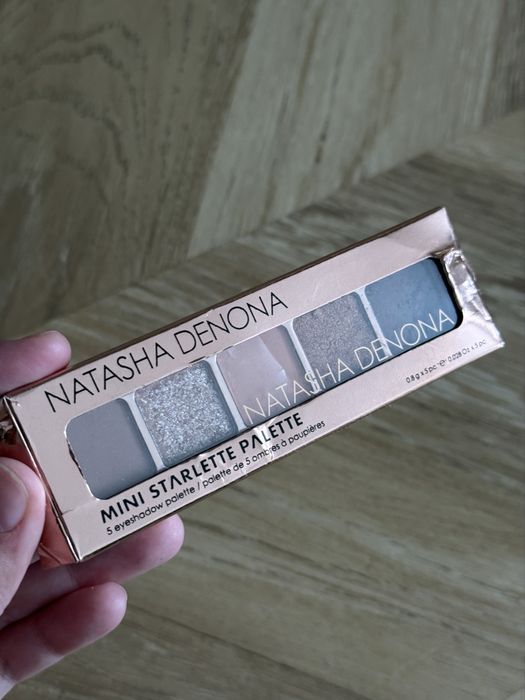 NATASHA DENONA
NATASHA DENONA
MINI STARLETTE PALETTE
5 eyeshadow palette / palette de 5 ombres à paupières
0.8 g x 5 pc ℮ 0.028 Oz x 5 pc